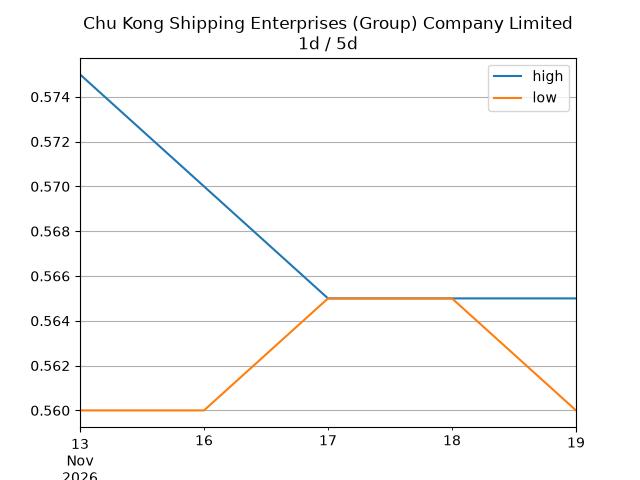 Chu Kong Shipping Enterprises (Group) Company Limited
1d / 5d
high
low
0.574
0.572
0.570
0.568
0.566
0.564
0.562
0.560
13 16 17 18 19
Nov
2026